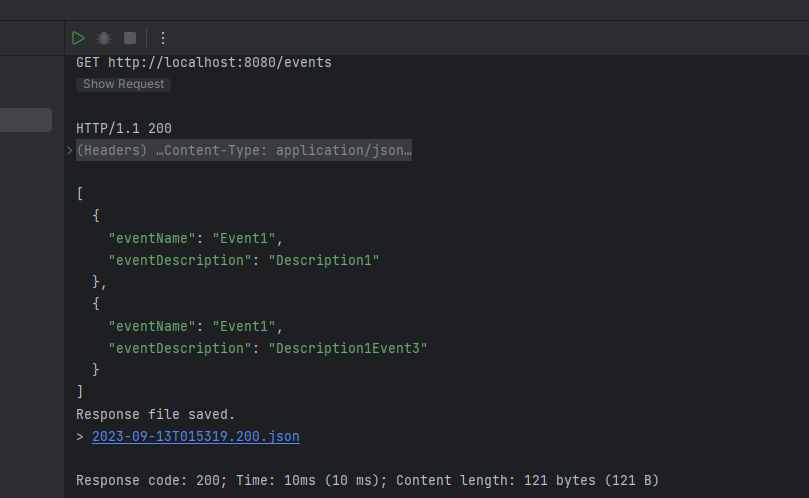 GET http://localhost:8080/events
Show Request
HTTP/1.1 200
(Headers) …Content-Type: application/json…
[
  {
    "eventName": "Event1",
    "eventDescription": "Description1"
  },
  {
    "eventName": "Event1",
    "eventDescription": "Description1Event3"
  }
]
Response file saved.
> 2023-09-13T015319.200.json
Response code: 200; Time: 10ms (10 ms); Content length: 121 bytes (121 B)